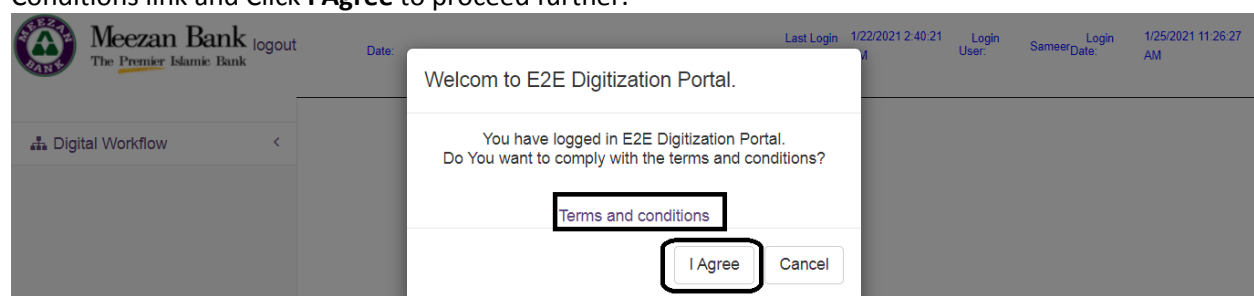 Conditions link and Click I Agree to proceed further.
MEEZAN BANK
Meezan Bank
The Premier Islamic Bank
logout
Date:
Last Login
1/22/2021 2:40:21
Login
User:
Sameer
Login
Date:
1/25/2021 11:26:27
AM
Welcom to E2E Digitization Portal.
Digital Workflow
You have logged in E2E Digitization Portal.
Do You want to comply with the terms and conditions?
Terms and conditions
I Agree Cancel